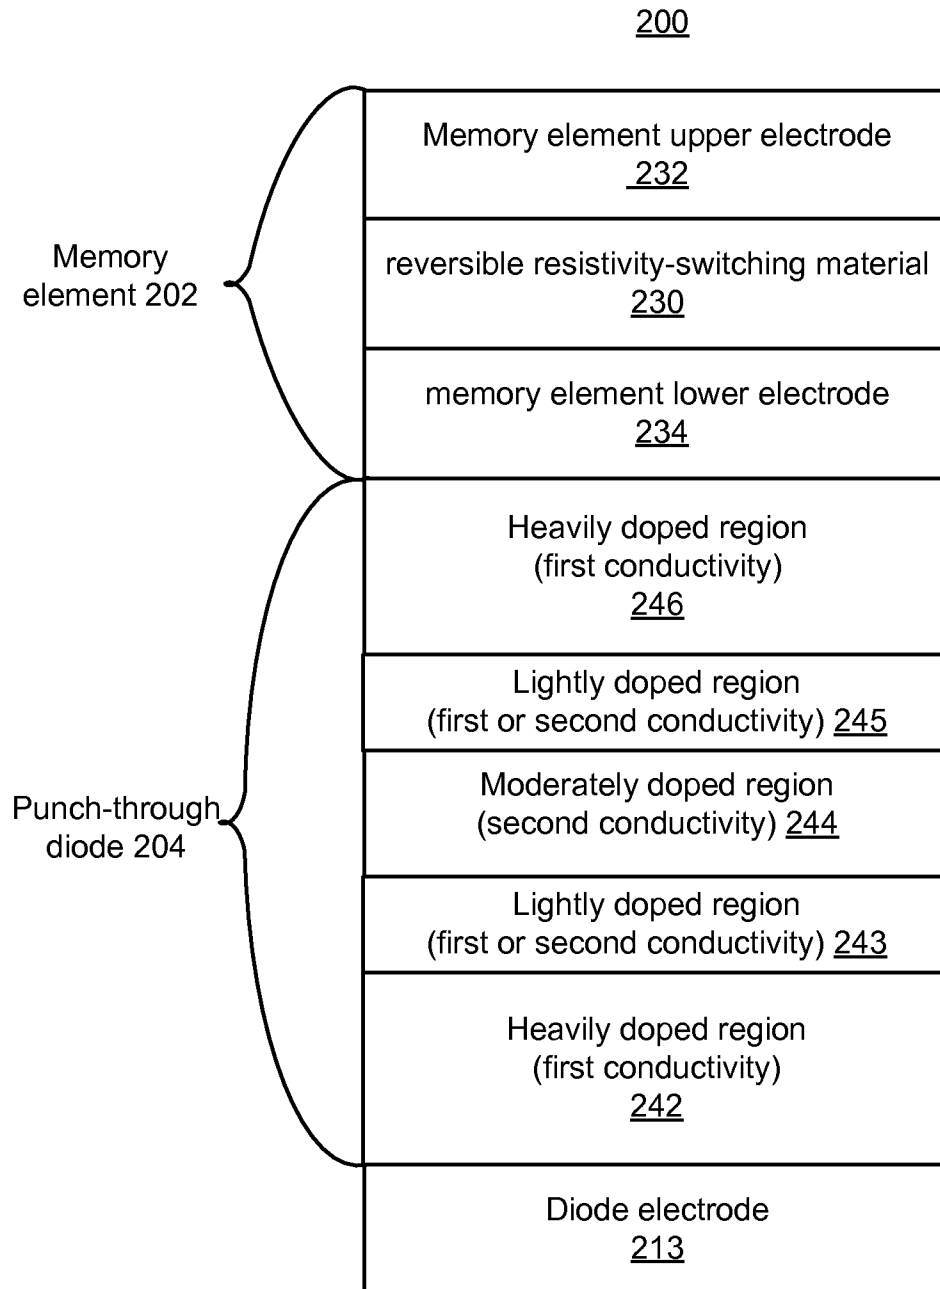 200
Memory element upper electrode
232
Memory
element 202
reversible resistivity-switching material
230
memory element lower electrode
234
Heavily doped region
(first conductivity)
246
Lightly doped region
(first or second conductivity) 245
Punch-through
diode 204
Moderately doped region
(second conductivity) 244
Lightly doped region
(first or second conductivity) 243
Heavily doped region
(first conductivity)
242
Diode electrode
213